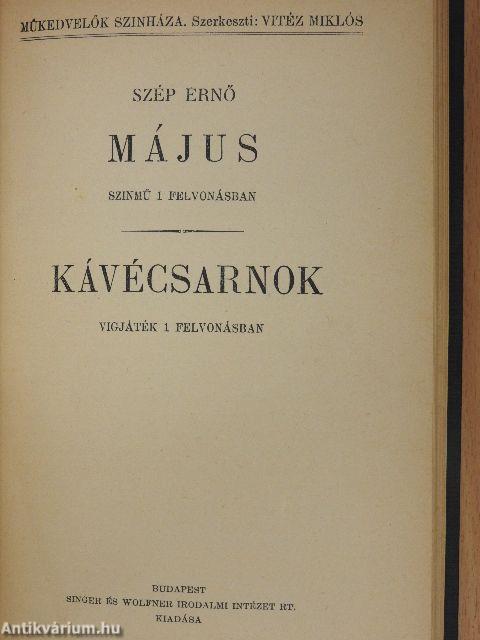 MŰKEDVELŐK SZINHÁZA. Szerkeszti: VITÉZ MIKLÓS
SZÉP ERNŐ
MÁJUS
SZINMŰ 1 FELVONÁSBAN
KÁVÉCSARNOK
VIGJÁTÉK 1 FELVONÁSBAN
BUDAPEST
SINGER ÉS WOLFNER IRODALMI INTÉZET RT.
KIADÁSA
Antikvárium.hu